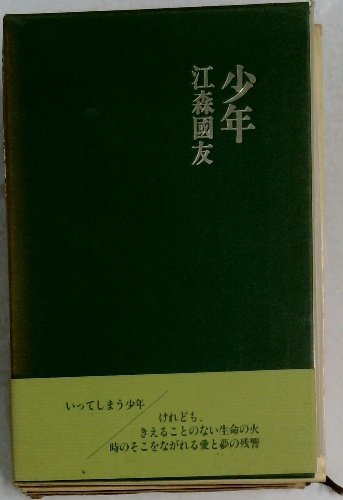 少年
江森國友
いってしまう少年／
けれども、
きえることのない生命の火
時のそこをながれる愛と夢の残響